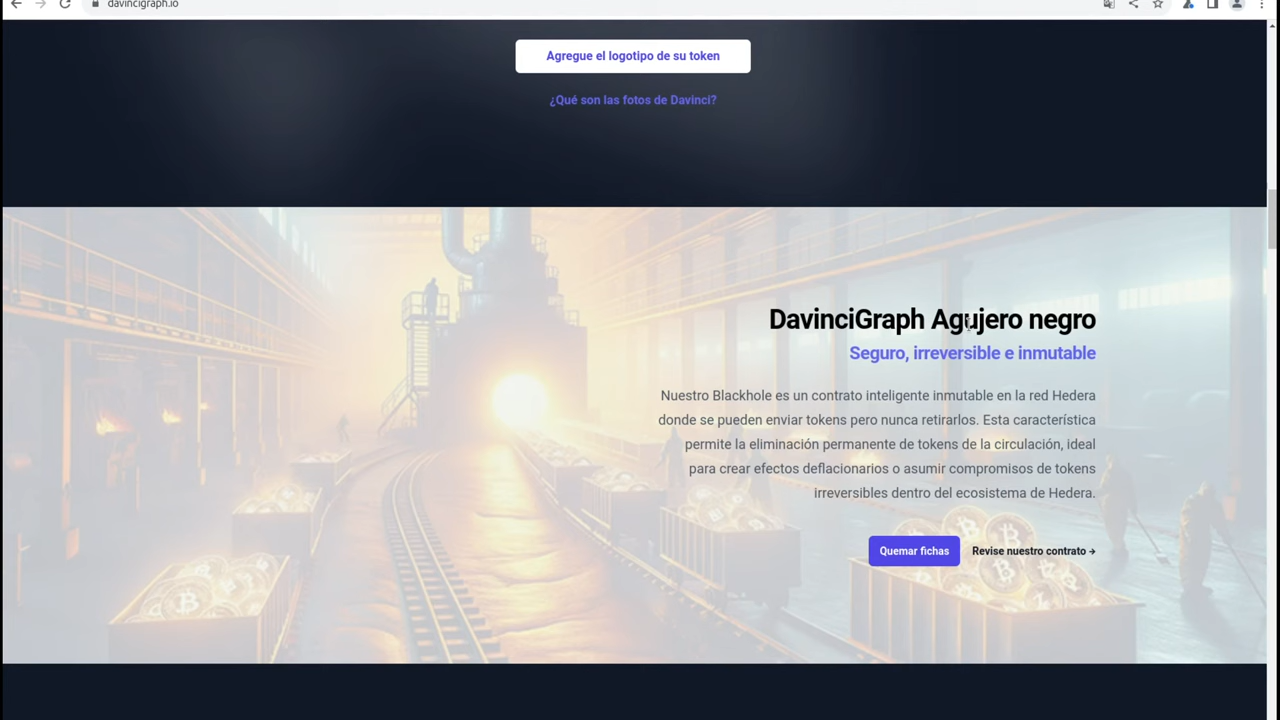 davincigraph.io
Agregue el logotipo de su token
¿Qué son las fotos de Davinci?
DavinciGraph Agujero negro
Seguro, irreversible e inmutable
Nuestro Blackhole es un contrato inteligente inmutable en la red Hedera
donde se pueden enviar tokens pero nunca retirarlos. Esta característica
permite la eliminación permanente de tokens de la circulación, ideal
para crear efectos deflacionarios o asumir compromisos de tokens
irreversibles dentro del ecosistema de Hedera.
Quemar fichas
Revise nuestro contrato →